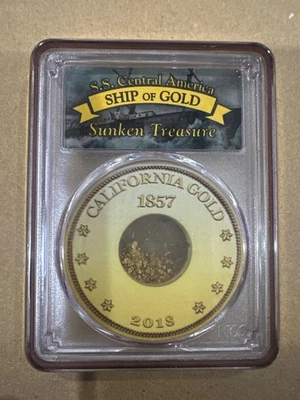 S.S. Central America
SHIP OF GOLD
Sunken Treasure
CALIFORNIA GOLD
1857
2018